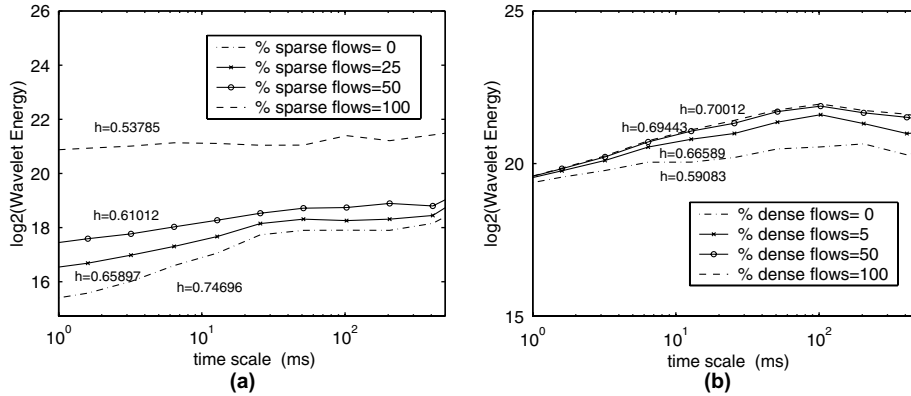 26
24
22
20
18
16
log2(Wavelet Energy)
% sparse flows= 0
% sparse flows=25
% sparse flows=50
% sparse flows=100
h=0.53785
h=0.61012
h=0.65897
h=0.74696
10^0
10^1
10^2
time scale (ms)
(a)
25
20
15
log2(Wavelet Energy)
h=0.70012
h=0.69443
h=0.66589
h=0.59083
% dense flows= 0
% dense flows=5
% dense flows=50
% dense flows=100
10^0
10^1
10^2
time scale (ms)
(b)